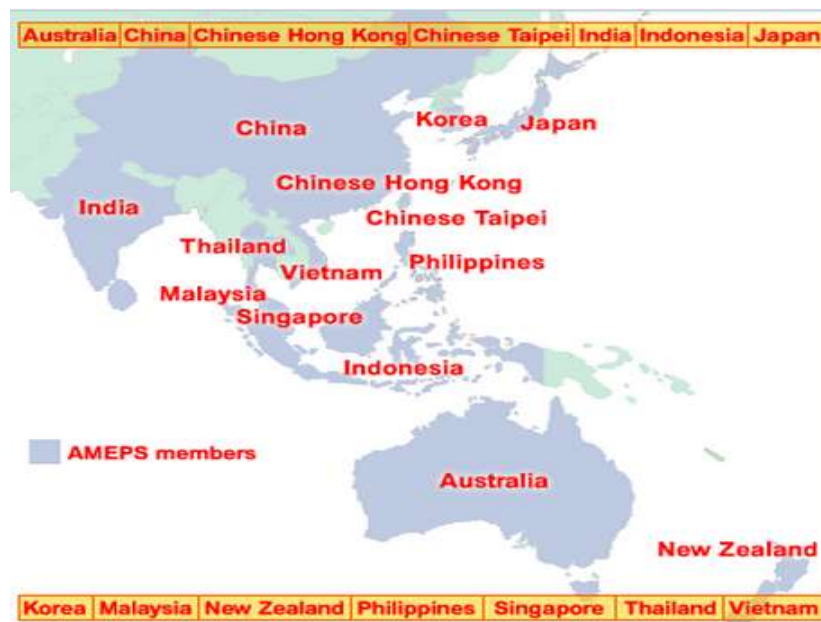 Australia China Chinese Hong Kong Chinese Taipei India Indonesia Japan
China
Korea
Japan
Chinese Hong Kong
India
Chinese Taipei
Thailand
Philippines
Vietnam
Malaysia
Singapore
Indonesia
AMEPS members
Australia
New Zealand
Korea Malaysia New Zealand Philippines Singapore Thailand Vietnam